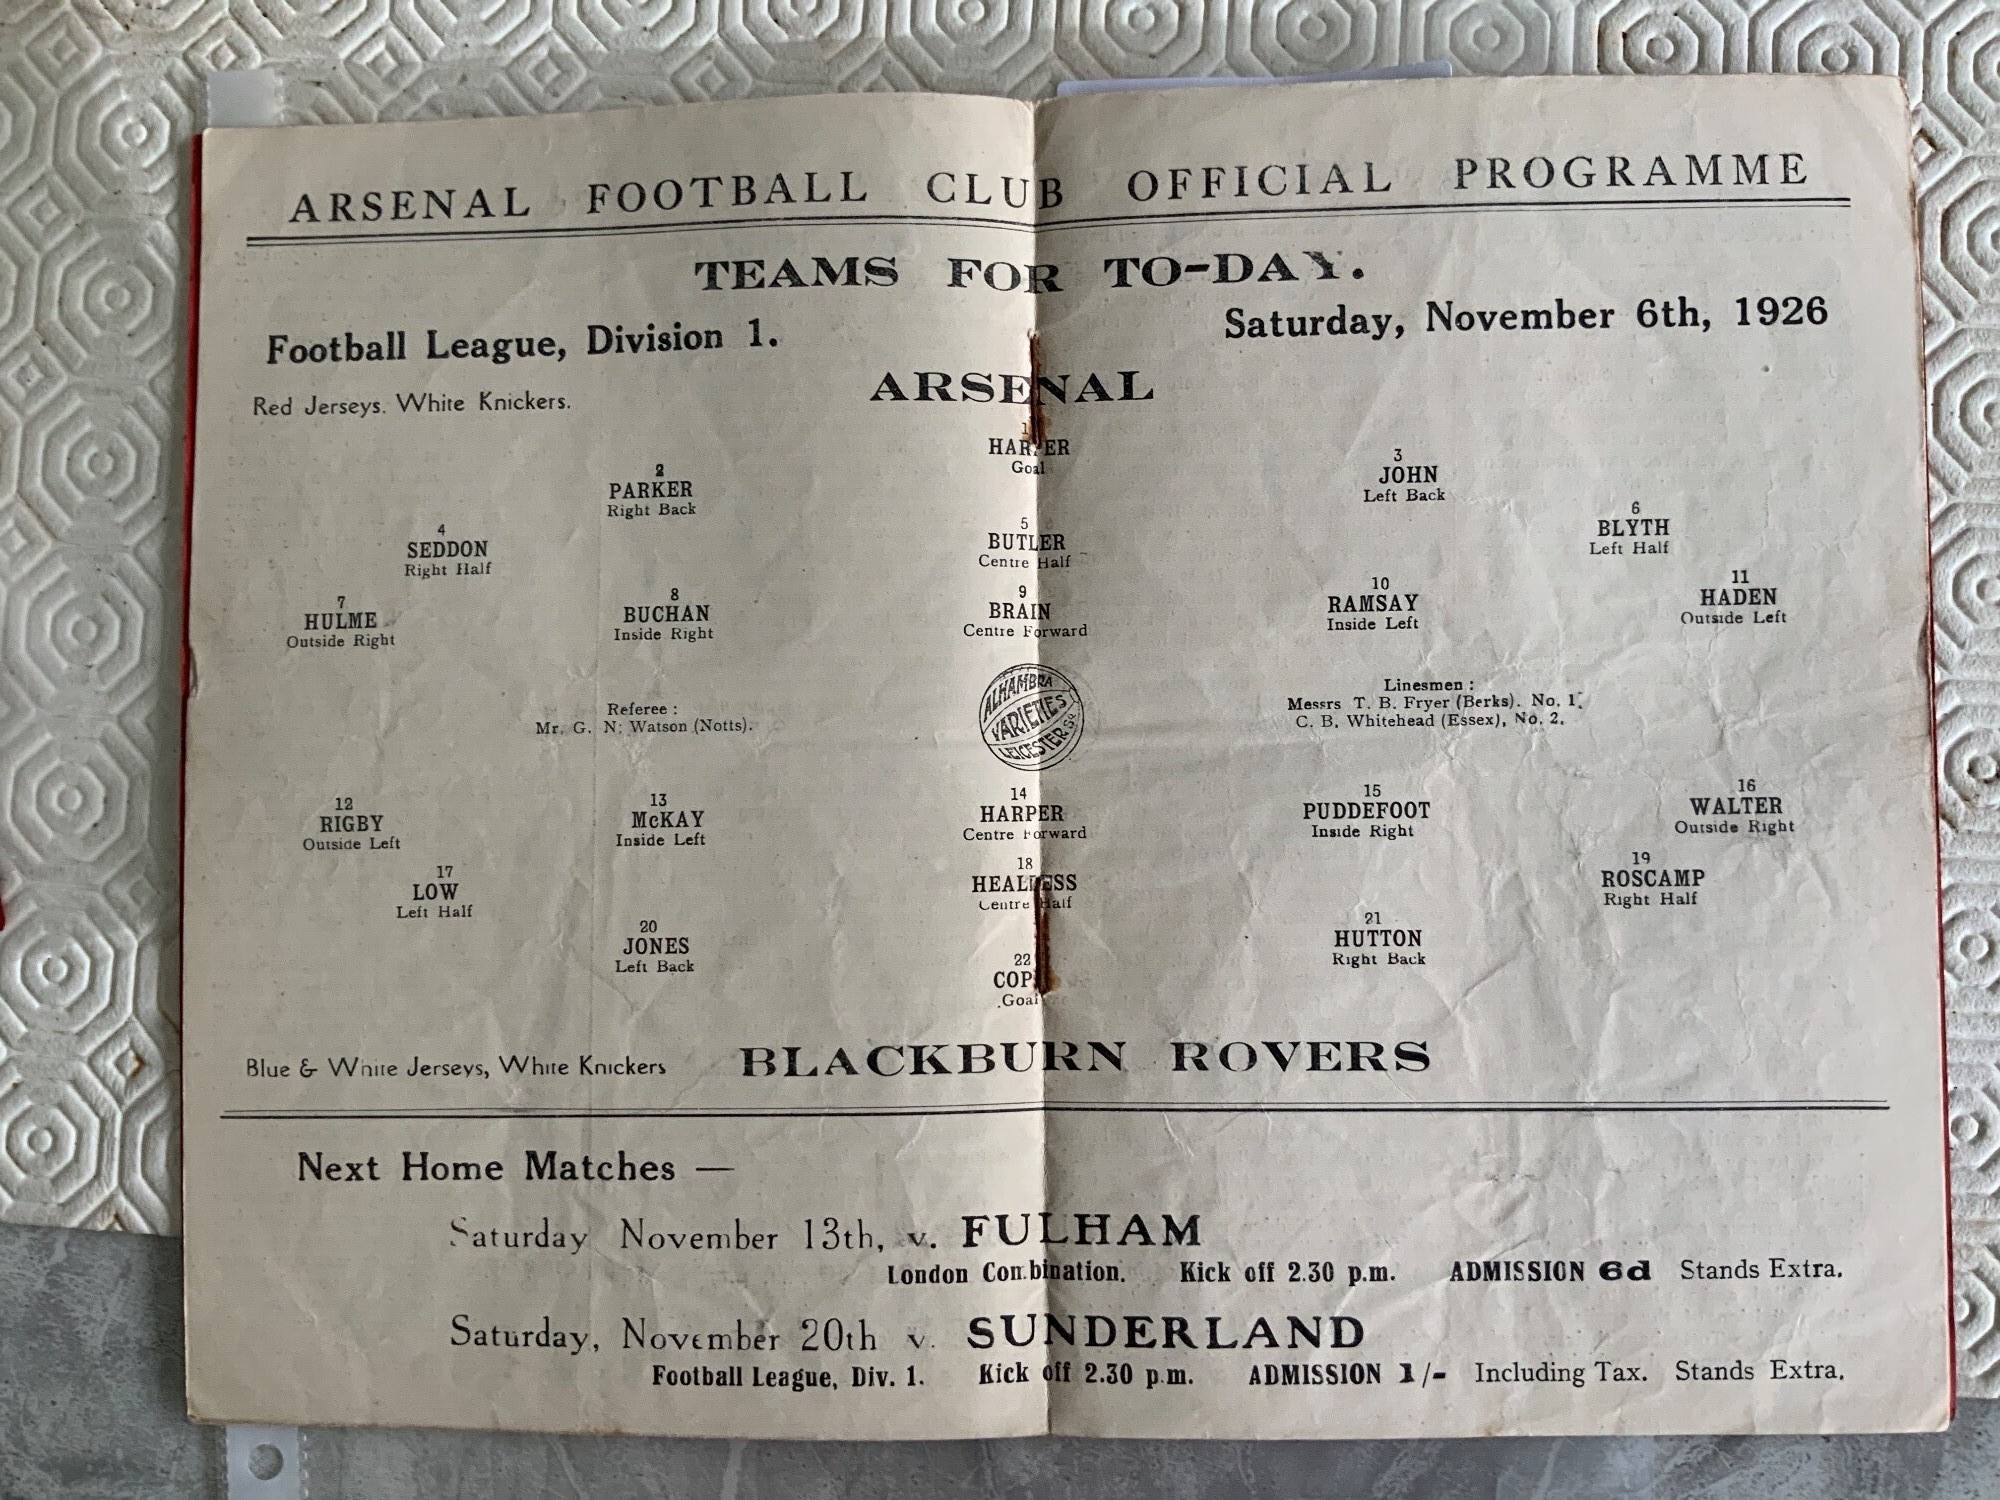 ARSENAL FOOTBALL CLUB OFFICIAL PROGRAMME
TEAMS FOR TO-DAY.
Football League, Division 1.
Saturday, November 6th, 1926
Red Jerseys. White Knickers.
ARSENAL
1
HARPER
Goal
2
PARKER
Right Back
3
JOHN
Left Back
4
SEDDON
Right Half
5
BUTLER
Centre Half
6
BLYTH
Left Half
7
HULME
Outside Right
8
BUCHAN
Inside Right
9
BRAIN
Centre Forward
10
RAMSAY
Inside Left
11
HADEN
Outside Left
Referee :
Mr. G. N. Watson (Notts).
ALHAMBRA
VARIETIES
LEICESTER SQ
Linesmen :
Messrs T. B. Fryer (Berks). No. 1.
C. B. Whitehead (Essex), No. 2.
12
RIGBY
Outside Left
13
McKAY
Inside Left
14
HARPER
Centre Forward
15
PUDDEFOOT
Inside Right
16
WALTER
Outside Right
17
LOW
Left Half
18
HEALLESS
Centre Half
19
ROSCAMP
Right Half
20
JONES
Left Back
21
HUTTON
Right Back
22
Goal
Blue & White Jerseys, White Knickers
BLACKBURN ROVERS
Next Home Matches —
Saturday November 13th, v. FULHAM
London Combination. Kick off 2.30 p.m. ADMISSION 6d Stands Extra.
Saturday, November 20th v. SUNDERLAND
Football League, Div. 1. Kick off 2.30 p.m. ADMISSION 1/- Including Tax. Stands Extra.